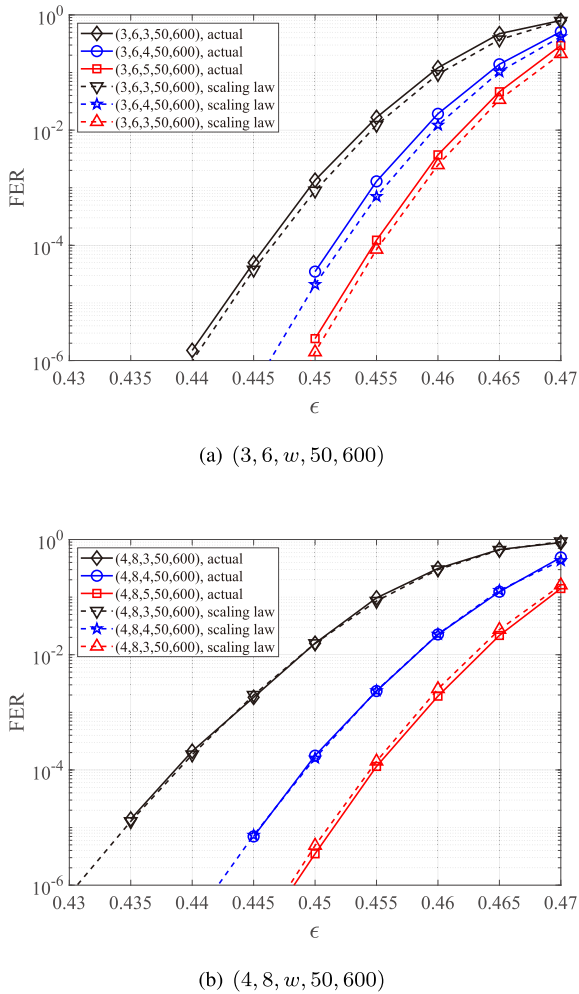 10^0
(3,6,3,50,600), actual
(3,6,4,50,600), actual
(3,6,5,50,600), actual
(3,6,3,50,600), scaling law
(3,6,4,50,600), scaling law
(3,6,3,50,600), scaling law
10^-2
FER
10^-4
10^-6
0.43 0.435 0.44 0.445 0.45 0.455 0.46 0.465 0.47
ϵ
(a) (3, 6, w, 50, 600)
10^0
(4,8,3,50,600), actual
(4,8,4,50,600), actual
(4,8,5,50,600), actual
(4,8,3,50,600), scaling law
(4,8,4,50,600), scaling law
(4,8,3,50,600), scaling law
10^-2
FER
10^-4
10^-6
0.43 0.435 0.44 0.445 0.45 0.455 0.46 0.465 0.47
ϵ
(b) (4, 8, w, 50, 600)